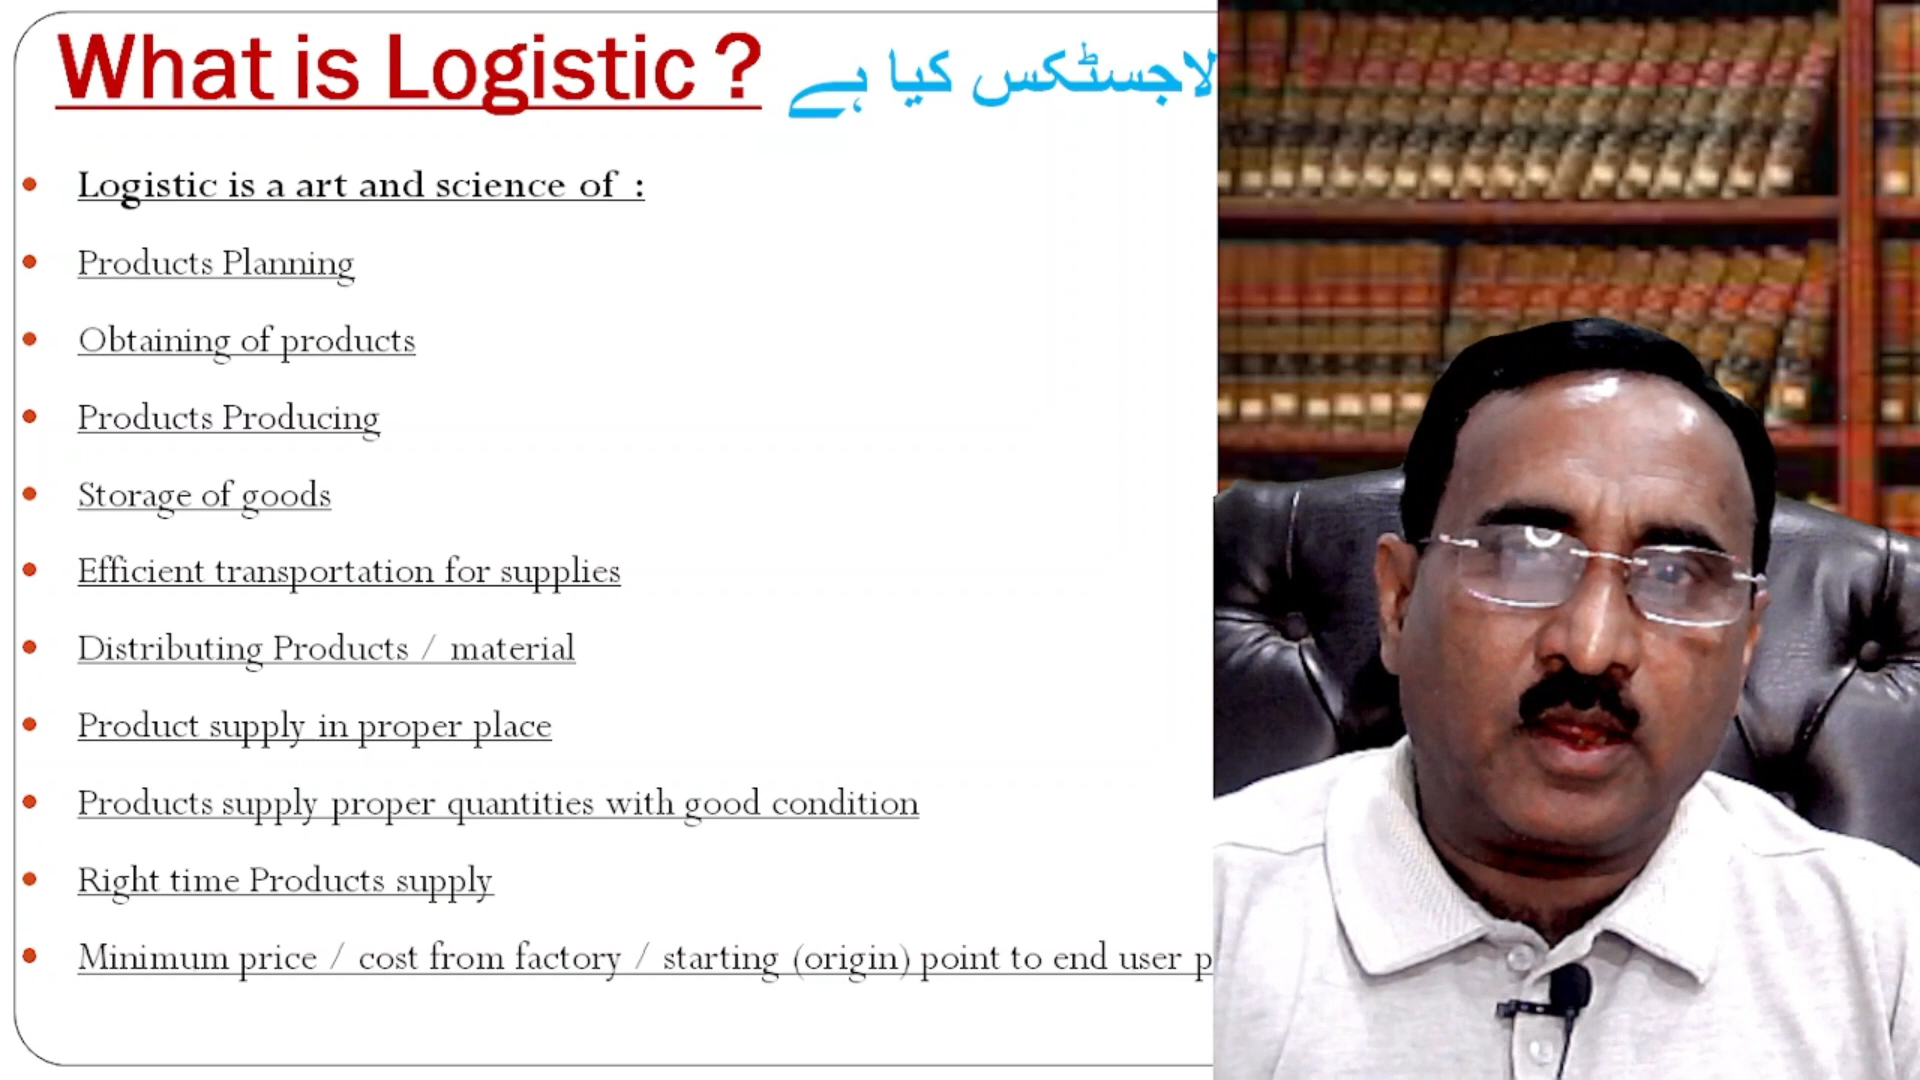 What is Logistic ? لاجسٹکس کیا ہے
Logistic is a art and science of :
Products Planning
Obtaining of products
Products Producing
Storage of goods
Efficient transportation for supplies
Distributing Products / material
Product supply in proper place
Products supply proper quantities with good condition
Right time Products supply
Minimum price / cost from factory / starting (origin) point to end user